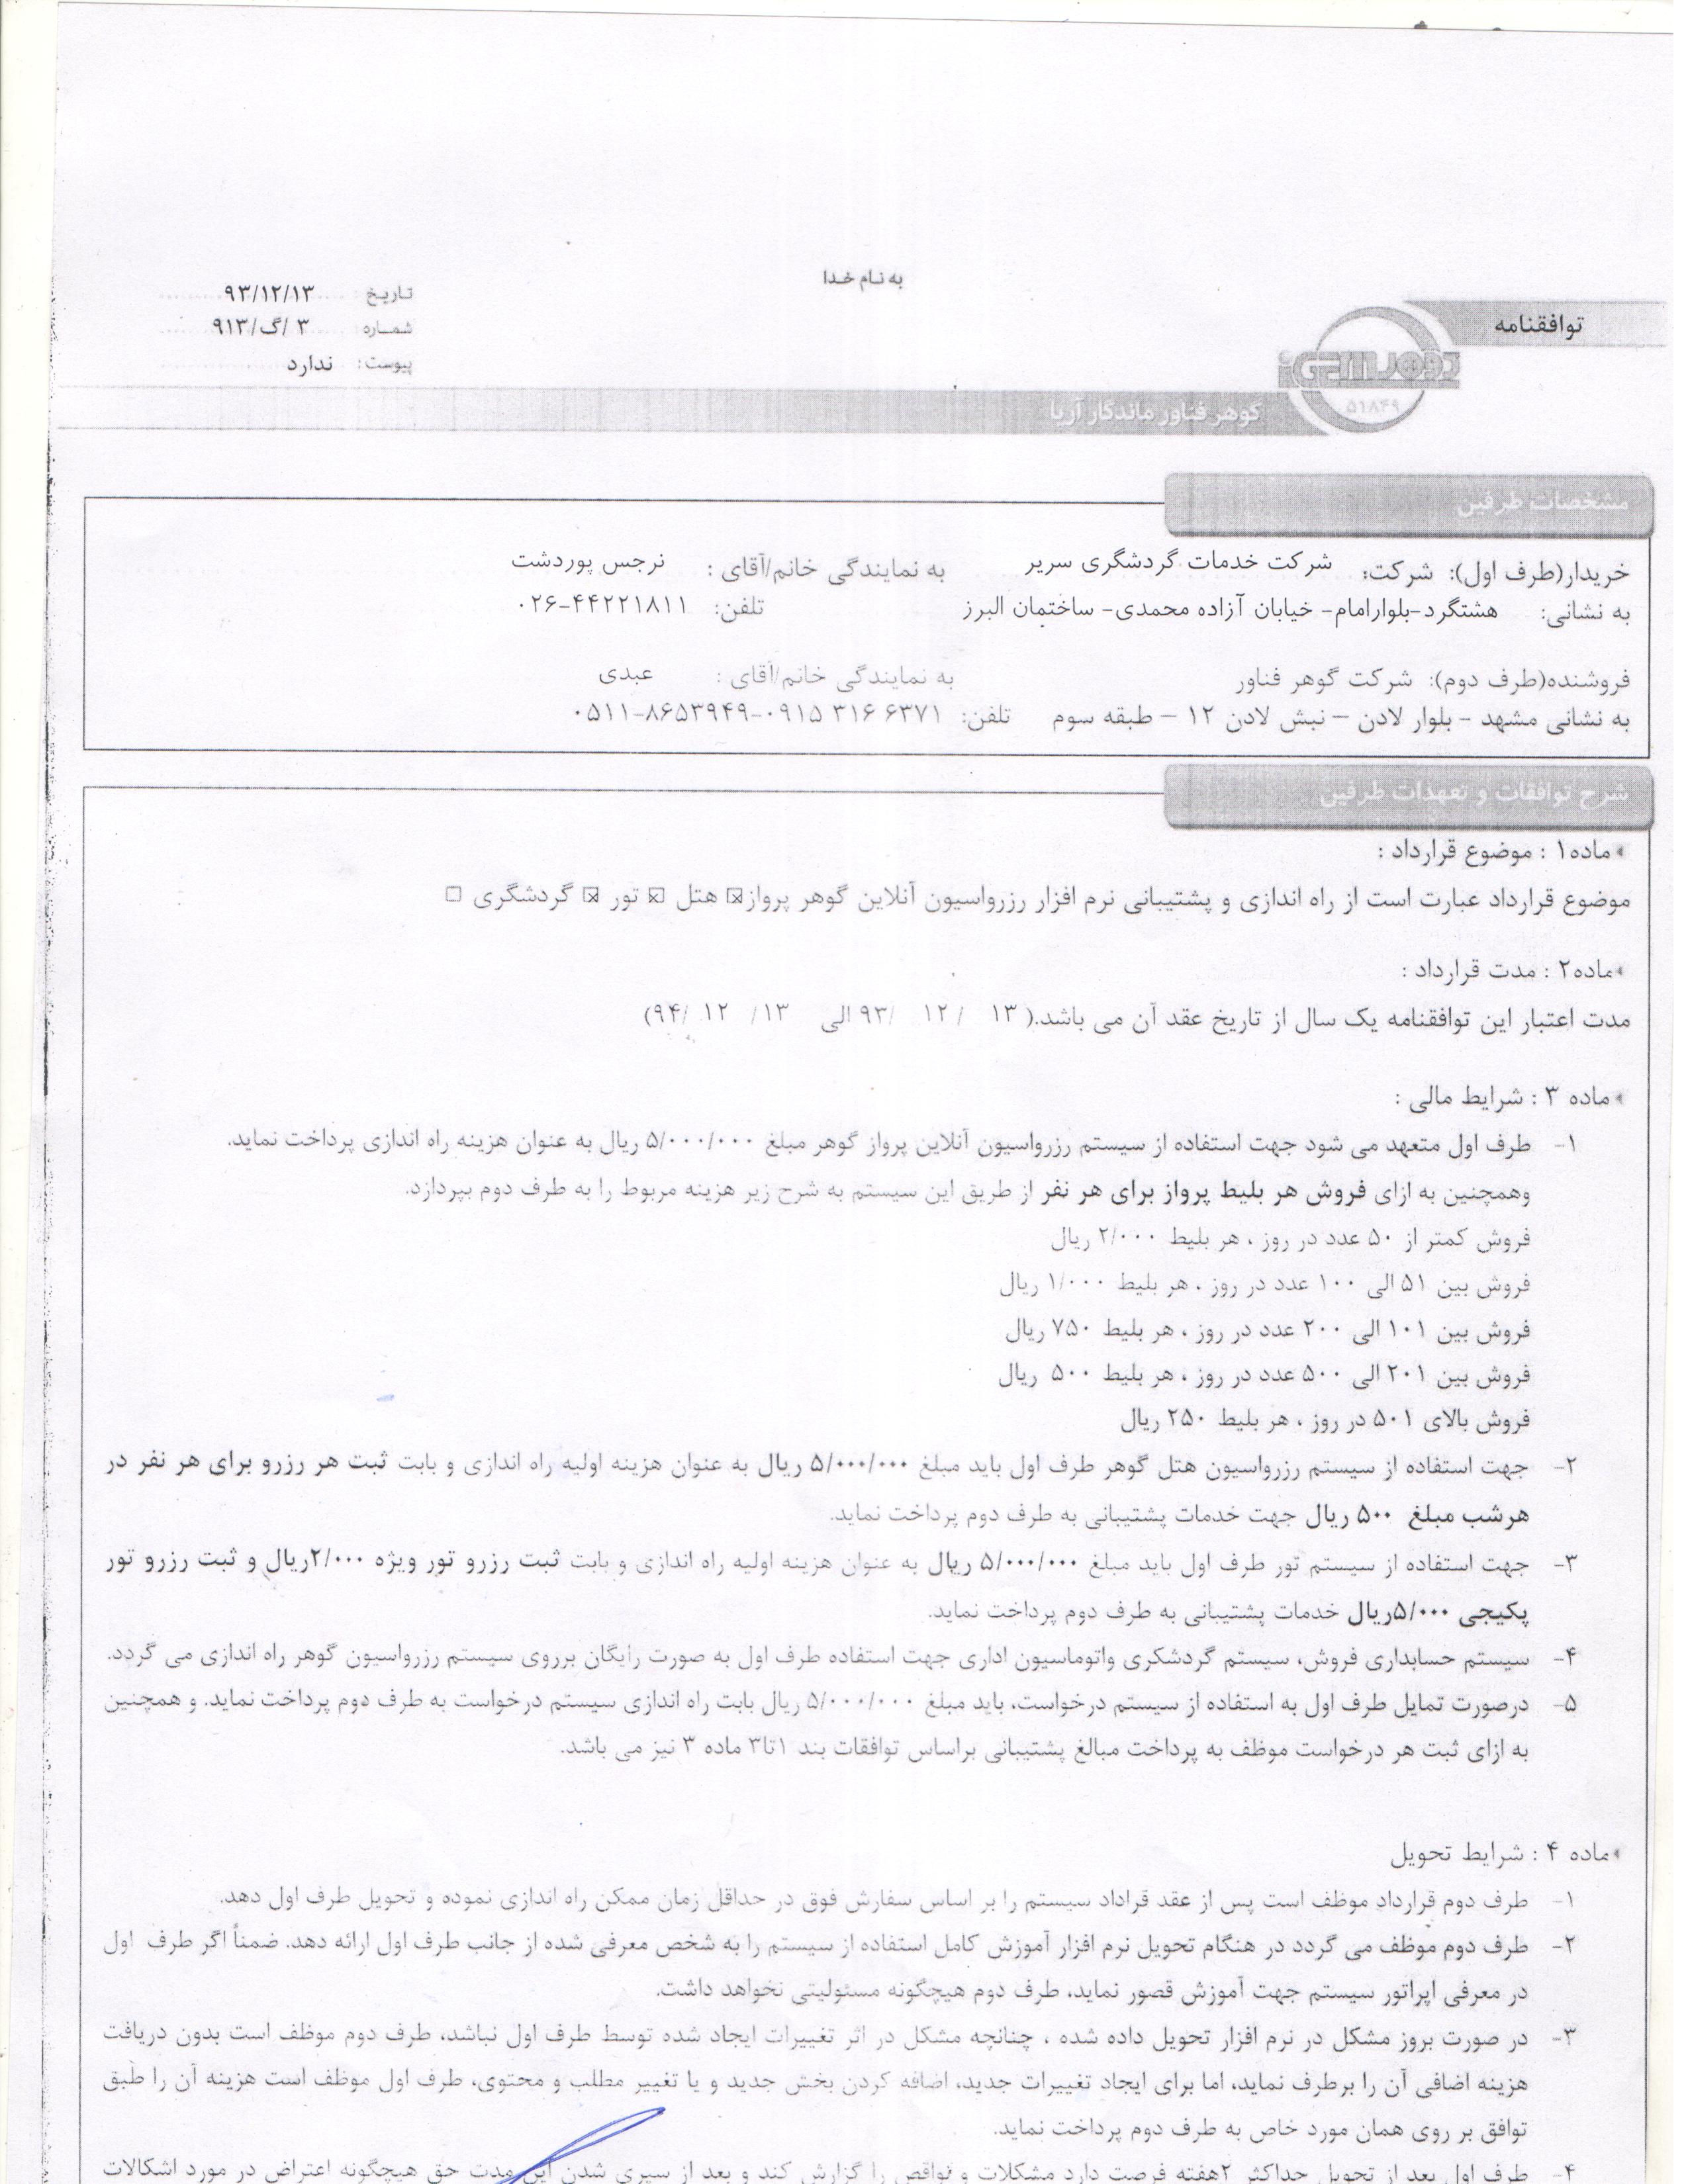 به نام خدا
تاریخ : ۹۳/۱۲/۱۳
شماره : ۳ /گ/۹۱۳
پیوست: ندارد
توافقنامه
iGEM گوهر
۵۱۸۴۹
گوهر فناور ماندگار آریا
مشخصات طرفین
خریدار(طرف اول): شرکت: شرکت خدمات گردشگری سریر به نمایندگی خانم/آقای : نرجس پوردشت
به نشانی: هشتگرد-بلوارامام- خیابان آزاده محمدی- ساختمان البرز تلفن: ۰۲۶-۴۴۲۲۱۸۱۱
فروشنده(طرف دوم): شرکت گوهر فناور به نمایندگی خانم/آقای : عبدی
به نشانی مشهد - بلوار لادن – نبش لادن ۱۲ – طبقه سوم تلفن: ۰۵۱۱-۸۶۵۳۹۴۹-۰۹۱۵ ۳۱۶ ۶۳۷۱
شرح توافقات و تعهدات طرفین
ماده۱ : موضوع قرارداد :
موضوع قرارداد عبارت است از راه اندازی و پشتیبانی نرم افزار رزرواسیون آنلاین گوهر پرواز☒ هتل ☒ تور ☒ گردشگری ☐
ماده۲ : مدت قرارداد :
مدت اعتبار این توافقنامه یک سال از تاریخ عقد آن می باشد.( ۱۳ / ۱۲ /۹۳ الی ۱۳/ ۱۲ /۹۴)
ماده ۳ : شرایط مالی :
۱- طرف اول متعهد می شود جهت استفاده از سیستم رزرواسیون آنلاین پرواز گوهر مبلغ ۵/۰۰۰/۰۰۰ ریال به عنوان هزینه راه اندازی پرداخت نماید.
وهمچنین به ازای فروش هر بلیط پرواز برای هر نفر از طریق این سیستم به شرح زیر هزینه مربوط را به طرف دوم بپردازد.
فروش کمتر از ۵۰ عدد در روز ، هر بلیط ۲/۰۰۰ ریال
فروش بین ۵۱ الی ۱۰۰ عدد در روز ، هر بلیط ۱/۰۰۰ ریال
فروش بین ۱۰۱ الی ۲۰۰ عدد در روز ، هر بلیط ۷۵۰ ریال
فروش بین ۲۰۱ الی ۵۰۰ عدد در روز ، هر بلیط ۵۰۰ ریال
فروش بالای ۵۰۱ در روز ، هر بلیط ۲۵۰ ریال
۲- جهت استفاده از سیستم رزرواسیون هتل گوهر طرف اول باید مبلغ ۵/۰۰۰/۰۰۰ ریال به عنوان هزینه اولیه راه اندازی و بابت ثبت هر رزرو برای هر نفر در
هرشب مبلغ ۵۰۰ ریال جهت خدمات پشتیبانی به طرف دوم پرداخت نماید.
۳- جهت استفاده از سیستم تور طرف اول باید مبلغ ۵/۰۰۰/۰۰۰ ریال به عنوان هزینه اولیه راه اندازی و بابت ثبت رزرو تور ویژه ۲/۰۰۰ریال و ثبت رزرو تور
پکیجی ۵/۰۰۰ریال خدمات پشتیبانی به طرف دوم پرداخت نماید.
۴- سیستم حسابداری فروش، سیستم گردشکری واتوماسیون اداری جهت استفاده طرف اول به صورت رایگان برروی سیستم رزرواسیون گوهر راه اندازی می گردد.
۵- درصورت تمایل طرف اول به استفاده از سیستم درخواست، باید مبلغ ۵/۰۰۰/۰۰۰ ریال بابت راه اندازی سیستم درخواست به طرف دوم پرداخت نماید. و همچنین
به ازای ثبت هر درخواست موظف به پرداخت مبالغ پشتیبانی براساس توافقات بند ۱تا۳ ماده ۳ نیز می باشد.
ماده ۴ : شرایط تحویل
۱- طرف دوم قرارداد موظف است پس از عقد قراداد سیستم را بر اساس سفارش فوق در حداقل زمان ممکن راه اندازی نموده و تحویل طرف اول دهد.
۲- طرف دوم موظف می گردد در هنگام تحویل نرم افزار آموزش کامل استفاده از سیستم را به شخص معرفی شده از جانب طرف اول ارائه دهد. ضمناً اگر طرف اول
در معرفی اپراتور سیستم جهت آموزش قصور نماید، طرف دوم هیچگونه مسئولیتی نخواهد داشت.
۳- در صورت بروز مشکل در نرم افزار تحویل داده شده ، چنانچه مشکل در اثر تغییرات ایجاد شده توسط طرف اول نباشد، طرف دوم موظف است بدون دریافت
هزینه اضافی آن را برطرف نماید، اما برای ایجاد تغییرات جدید، اضافه کردن بخش جدید و یا تغییر مطلب و محتوی، طرف اول موظف است هزینه آن را طبق
توافق بر روی همان مورد خاص به طرف دوم پرداخت نماید.
۴- طرف اول بعد از تحویل حداکثر ۲هفته فرصت دارد مشکلات و نواقص را گزارش کند و بعد از سپری شدن این مدت حق هیچگونه اعتراض در مورد اشکالات